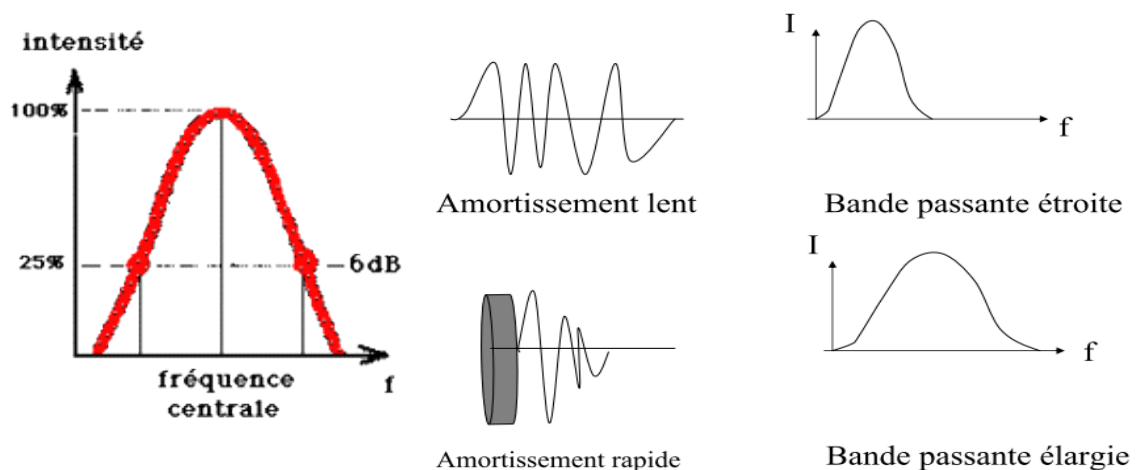 intensité
100%
25%
6dB
fréquence
centrale
f
Amortissement lent
I
f
Bande passante étroite
Amortissement rapide
I
f
Bande passante élargie